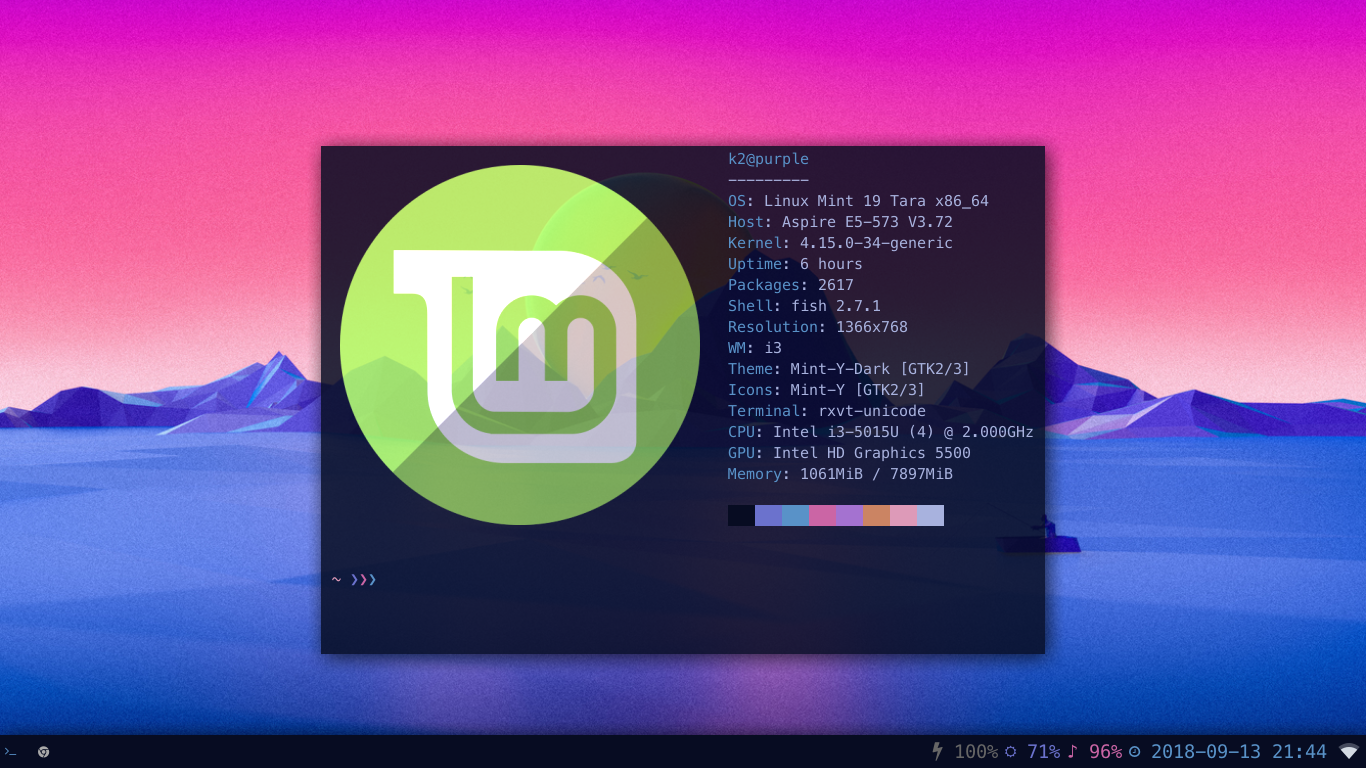 k2@purple
---------
OS: Linux Mint 19 Tara x86_64
Host: Aspire E5-573 V3.72
Kernel: 4.15.0-34-generic
Uptime: 6 hours
Packages: 2617
Shell: fish 2.7.1
Resolution: 1366x768
WM: i3
Theme: Mint-Y-Dark [GTK2/3]
Icons: Mint-Y [GTK2/3]
Terminal: rxvt-unicode
CPU: Intel i3-5015U (4) @ 2.000GHz
GPU: Intel HD Graphics 5500
Memory: 1061MiB / 7897MiB
~ ❯❯❯
100% 71% ♪ 96% 2018-09-13 21:44